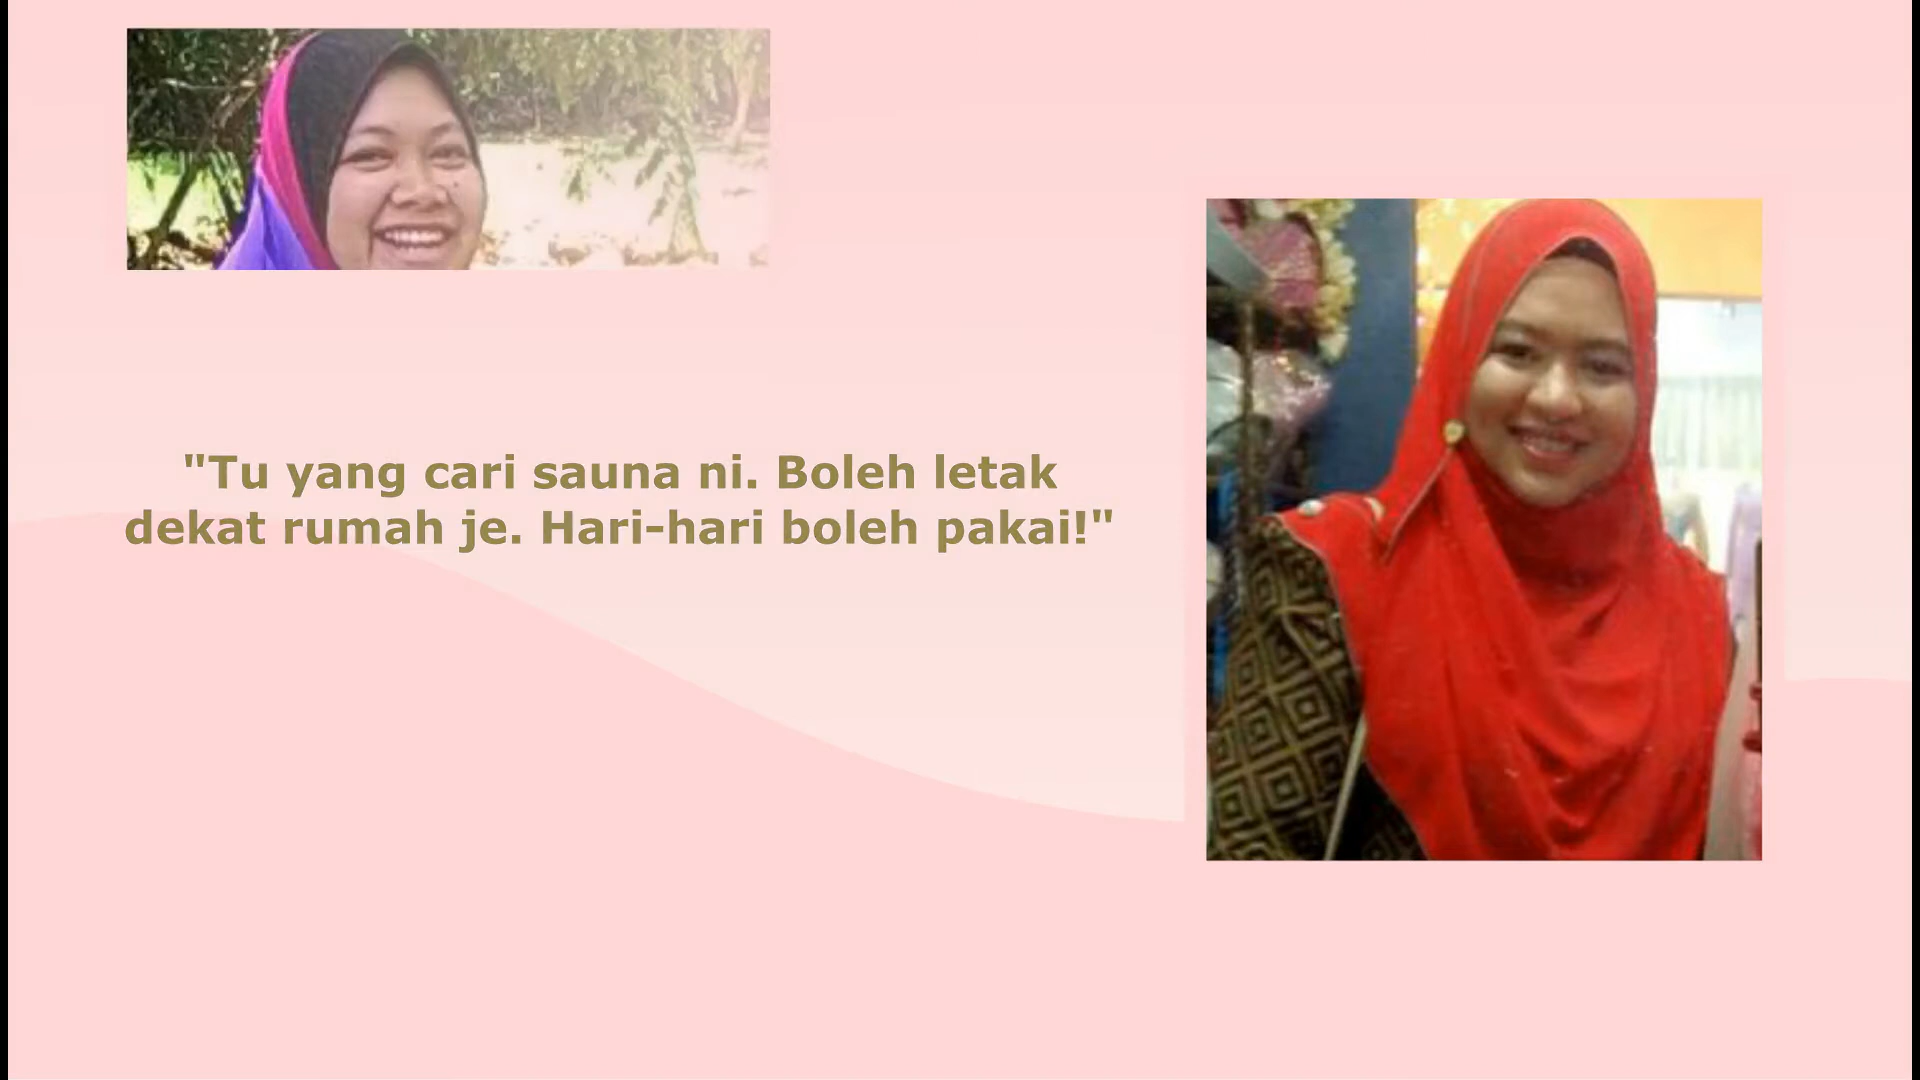 "Tu yang cari sauna ni. Boleh letak
dekat rumah je. Hari-hari boleh pakai!"